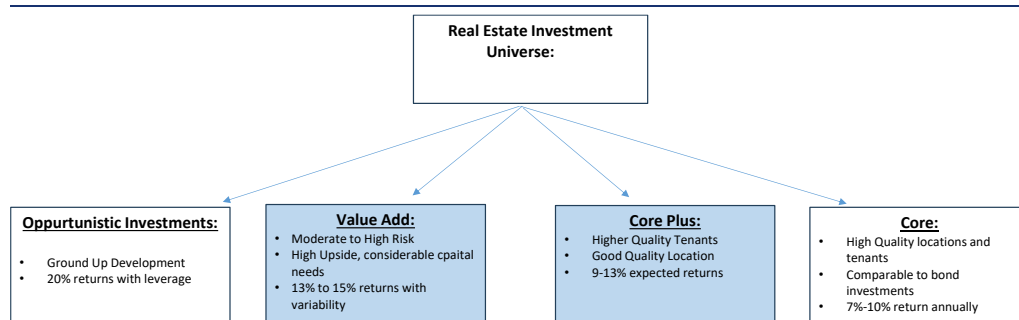 Real Estate Investment
Universe:
Oppurtunistic Investments:
• Ground Up Development
• 20% returns with leverage
Value Add:
• Moderate to High Risk
• High Upside, considerable cpaital
needs
• 13% to 15% returns with
variability
Core Plus:
• Higher Quality Tenants
• Good Quality Location
• 9-13% expected returns
Core:
• High Quality locations and
tenants
• Comparable to bond
investments
• 7%-10% return annually